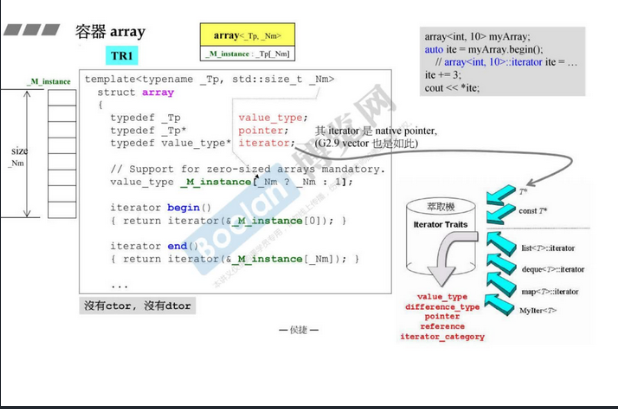 容器 array
TR1
array<_Tp, _Nm>
_M_instance : _Tp[_Nm]
array<int, 10> myArray;
auto ite = myArray.begin();
// array<int, 10>::iterator ite = …
ite += 3;
cout << *ite;
_M_instance
size
_Nm
template<typename _Tp, std::size_t _Nm>
struct array
{
typedef _Tp value_type;
typedef _Tp* pointer;
typedef value_type* iterator;
其 iterator 是 native pointer,
(G2.9 vector 也是如此)
// Support for zero-sized arrays mandatory.
value_type _M_instance[_Nm ? _Nm : 1];
iterator begin()
{ return iterator(&_M_instance[0]); }
iterator end()
{ return iterator(&_M_instance[_Nm]); }
...
沒有ctor, 沒有dtor
萃取機
Iterator Traits
T*
const T*
list<T>::iterator
deque<T>::iterator
map<T>::iterator
MyIter<T>
value_type
difference_type
pointer
reference
iterator_category
— 侯捷 —
Boolan 博览网